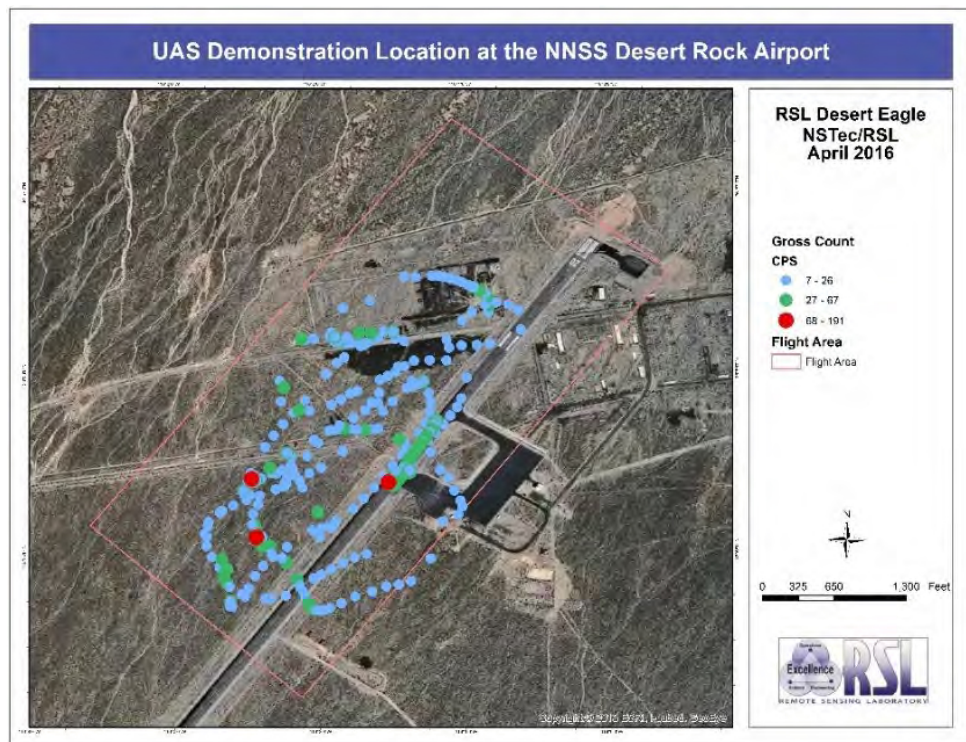 UAS Demonstration Location at the NNSS Desert Rock Airport
RSL Desert Eagle
NSTec/RSL
April 2016
Gross Count
CPS
7 - 26
27 - 67
68 - 191
Flight Area
Flight Area
N
0 325 650 1,300 Feet
Excellence
RSL
REMOTE SENSING LABORATORY